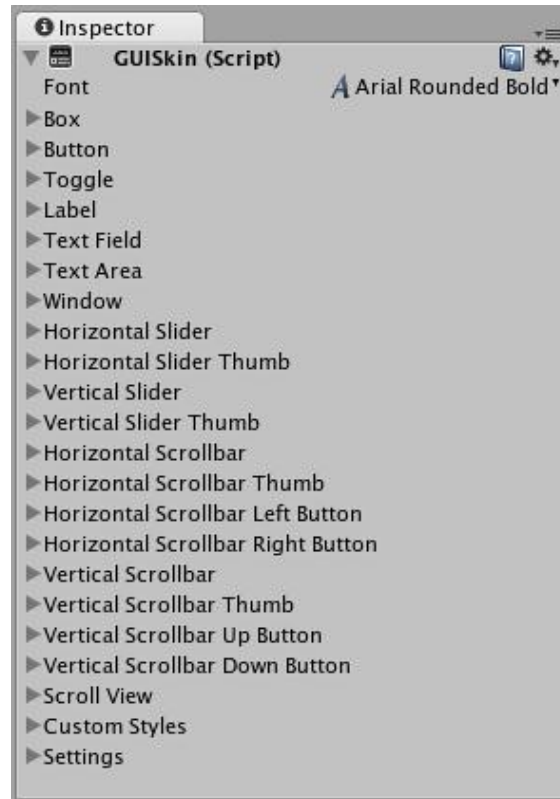 Inspector
GUISkin (Script)
Font Arial Rounded Bold
Box
Button
Toggle
Label
Text Field
Text Area
Window
Horizontal Slider
Horizontal Slider Thumb
Vertical Slider
Vertical Slider Thumb
Horizontal Scrollbar
Horizontal Scrollbar Thumb
Horizontal Scrollbar Left Button
Horizontal Scrollbar Right Button
Vertical Scrollbar
Vertical Scrollbar Thumb
Vertical Scrollbar Up Button
Vertical Scrollbar Down Button
Scroll View
Custom Styles
Settings